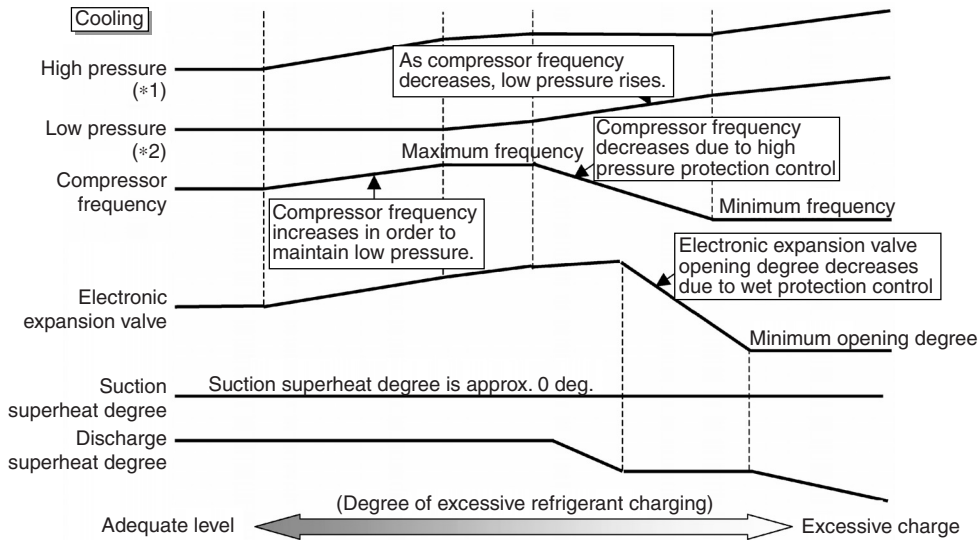 Cooling
High pressure
(*1)
As compressor frequency
decreases, low pressure rises.
Low pressure
(*2)
Maximum frequency
Compressor frequency
decreases due to high
pressure protection control
Compressor
frequency
Compressor frequency
increases in order to
maintain low pressure.
Minimum frequency
Electronic expansion valve
opening degree decreases
due to wet protection control
Electronic
expansion valve
Minimum opening degree
Suction
superheat degree
Suction superheat degree is approx. 0 deg.
Discharge
superheat degree
(Degree of excessive refrigerant charging)
Adequate level
Excessive charge